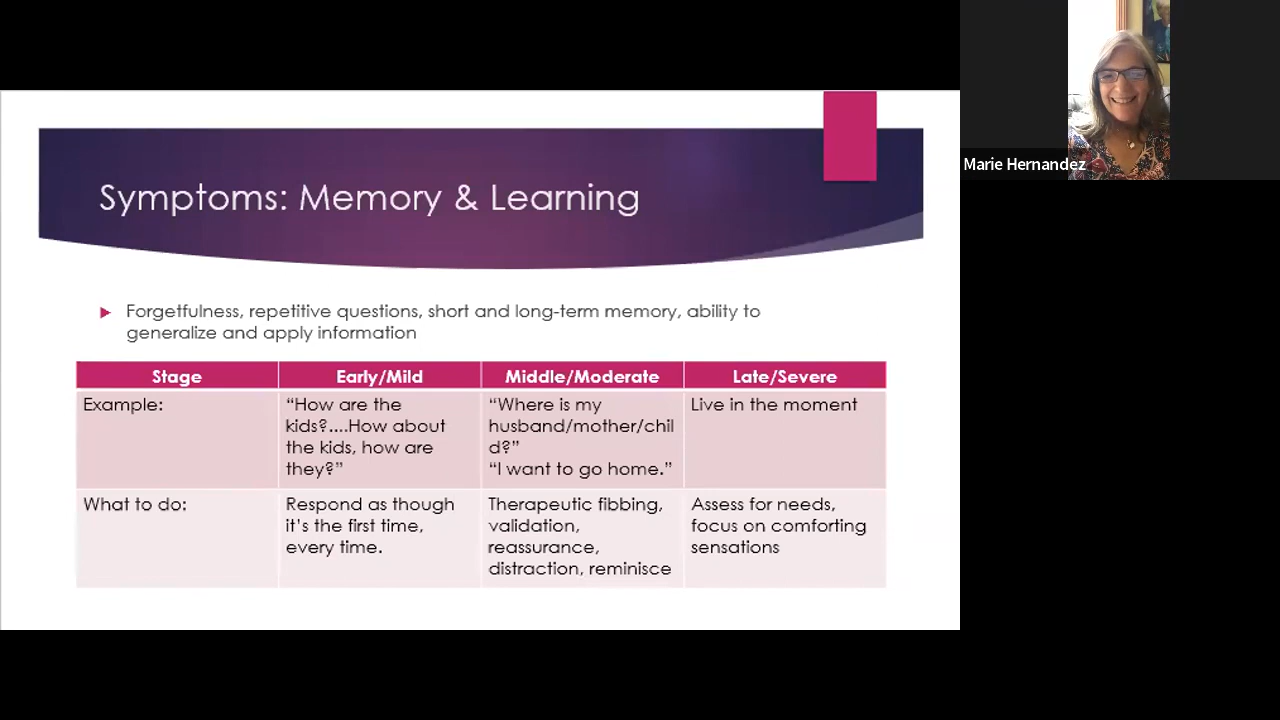 Symptoms: Memory & Learning
Marie Hernandez
Forgetfulness, repetitive questions, short and long-term memory, ability to
generalize and apply information
Stage
Early/Mild
Middle/Moderate
Late/Severe
Example:
“How are the
kids?....How about
the kids, how are
they?”
“Where is my
husband/mother/chil
d?”
“I want to go home.”
Live in the moment
What to do:
Respond as though
it’s the first time,
every time.
Therapeutic fibbing,
validation,
reassurance,
distraction, reminisce
Assess for needs,
focus on comforting
sensations